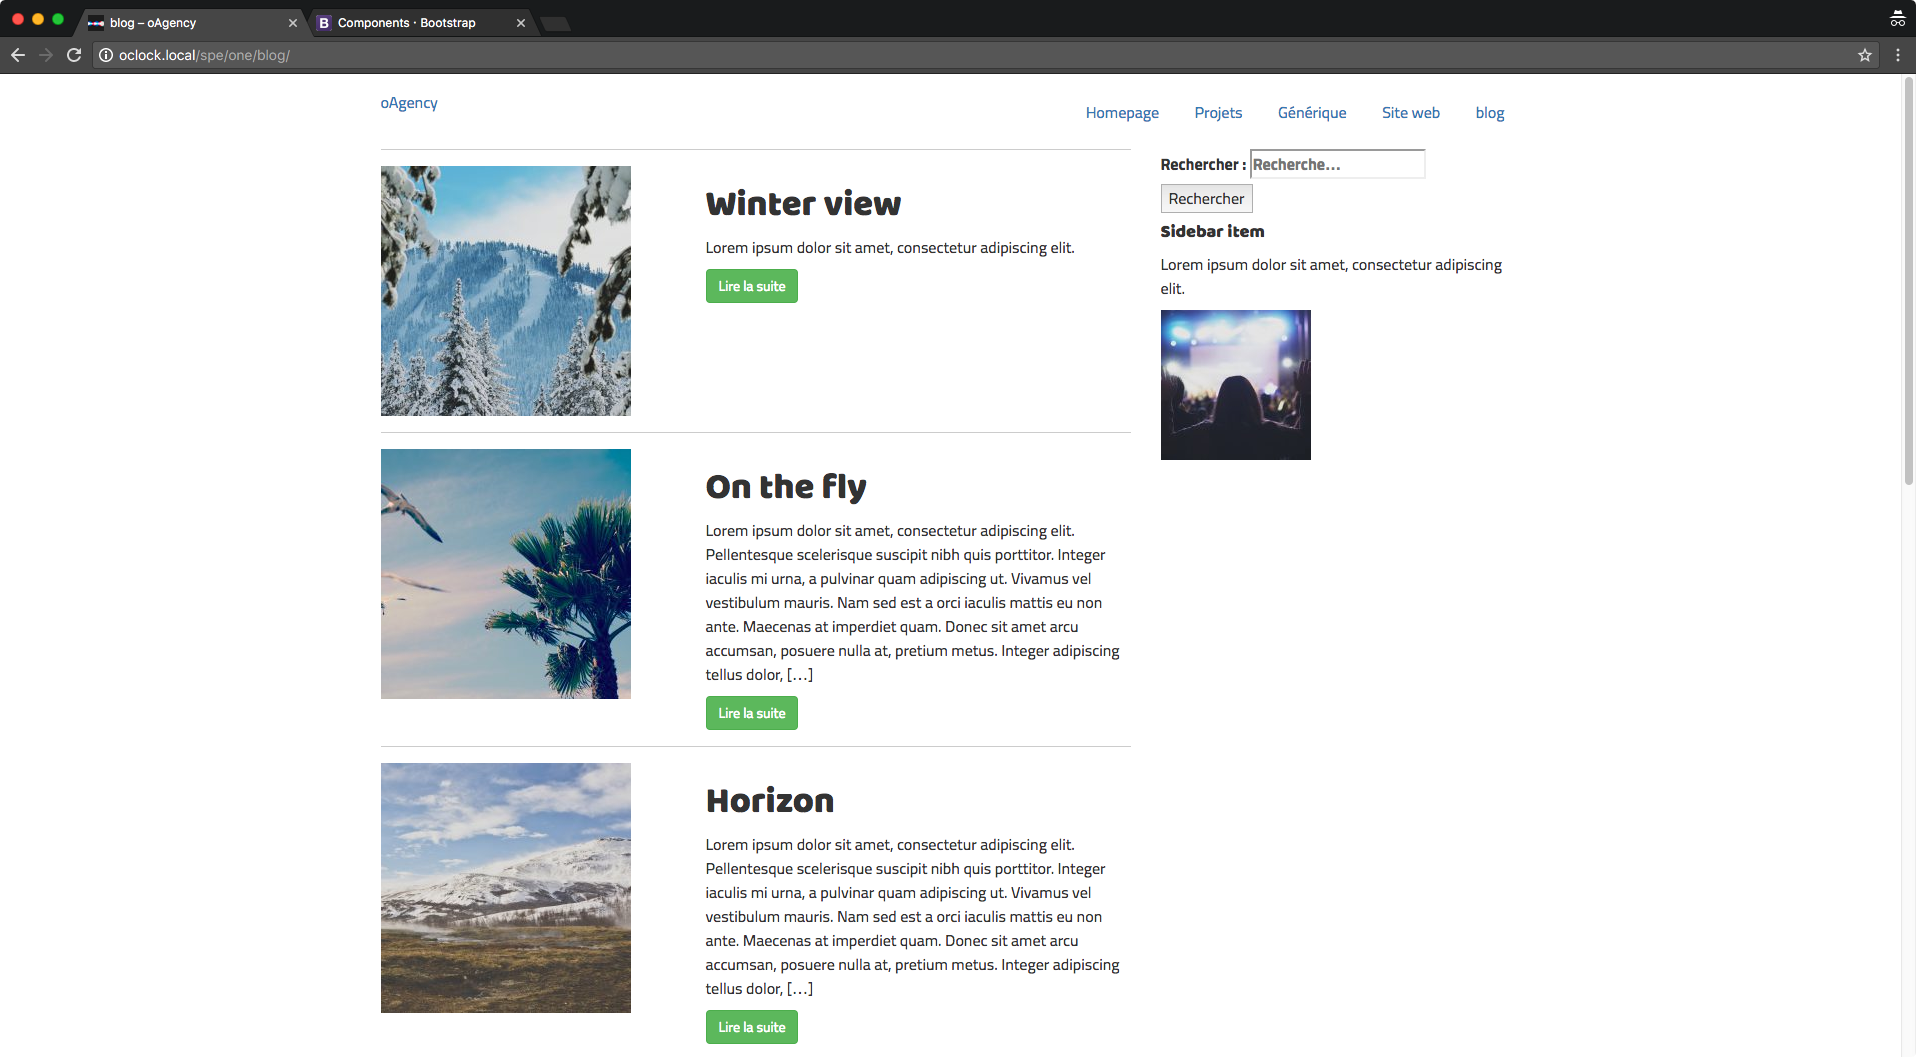 blog – oAgency
B Components · Bootstrap
oclock.local/spe/one/blog/
oAgency
Homepage Projets Générique Site web blog
Winter view
Lorem ipsum dolor sit amet, consectetur adipiscing elit.
Lire la suite
On the fly
Lorem ipsum dolor sit amet, consectetur adipiscing elit.
Pellentesque scelerisque suscipit nibh quis porttitor. Integer
iaculis mi urna, a pulvinar quam adipiscing ut. Vivamus vel
vestibulum mauris. Nam sed est a orci iaculis mattis eu non
ante. Maecenas at imperdiet quam. Donec sit amet arcu
accumsan, posuere nulla at, pretium metus. Integer adipiscing
tellus dolor, […]
Lire la suite
Horizon
Lorem ipsum dolor sit amet, consectetur adipiscing elit.
Pellentesque scelerisque suscipit nibh quis porttitor. Integer
iaculis mi urna, a pulvinar quam adipiscing ut. Vivamus vel
vestibulum mauris. Nam sed est a orci iaculis mattis eu non
ante. Maecenas at imperdiet quam. Donec sit amet arcu
accumsan, posuere nulla at, pretium metus. Integer adipiscing
tellus dolor, […]
Lire la suite
Rechercher : Recherche…
Rechercher
Sidebar item
Lorem ipsum dolor sit amet, consectetur adipiscing
elit.